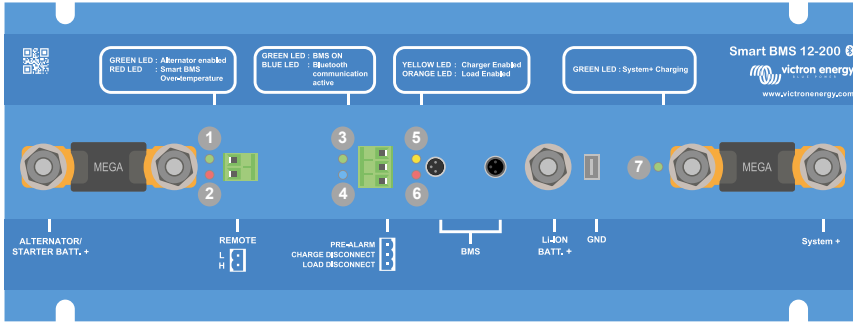 GREEN LED : Alternator enabled
RED LED : Smart BMS
Over-temperature
GREEN LED : BMS ON
BLUE LED : Bluetooth
communication
active
YELLOW LED : Charger Enabled
ORANGE LED : Load Enabled
GREEN LED : System+ Charging
Smart BMS 12-200
victron energy
BLUE POWER
www.victronenergy.com
1
2
3
4
5
6
7
MEGA
MEGA
ALTERNATOR/
STARTER BATT. +
REMOTE
L
H
PRE-ALARM
CHARGE DISCONNECT
LOAD DISCONNECT
BMS
Li-ION
BATT. +
GND
System +